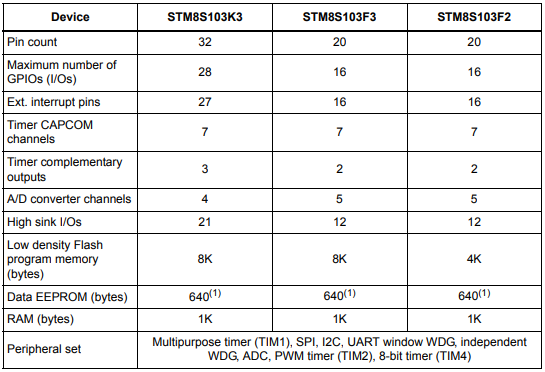 Device STM8S103K3 STM8S103F3 STM8S103F2
Pin count 32 20 20
Maximum number of
GPIOs (I/Os) 28 16 16
Ext. interrupt pins 27 16 16
Timer CAPCOM
channels 7 7 7
Timer complementary
outputs 3 2 2
A/D converter channels 4 5 5
High sink I/Os 21 12 12
Low density Flash
program memory
(bytes) 8K 8K 4K
Data EEPROM (bytes) 640(1) 640(1) 640(1)
RAM (bytes) 1K 1K 1K
Peripheral set Multipurpose timer (TIM1), SPI, I2C, UART window WDG, independent
WDG, ADC, PWM timer (TIM2), 8-bit timer (TIM4)